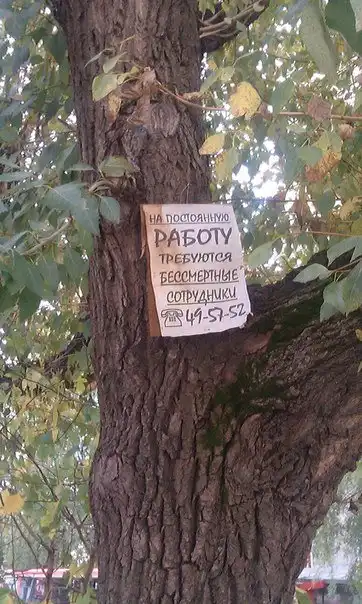 НА ПОСТОЯННУЮ
РАБОТУ
ТРЕБУЮТСЯ
"БЕССМЕРТНЫЕ"
СОТРУДНИКИ
☎ 49-57-52